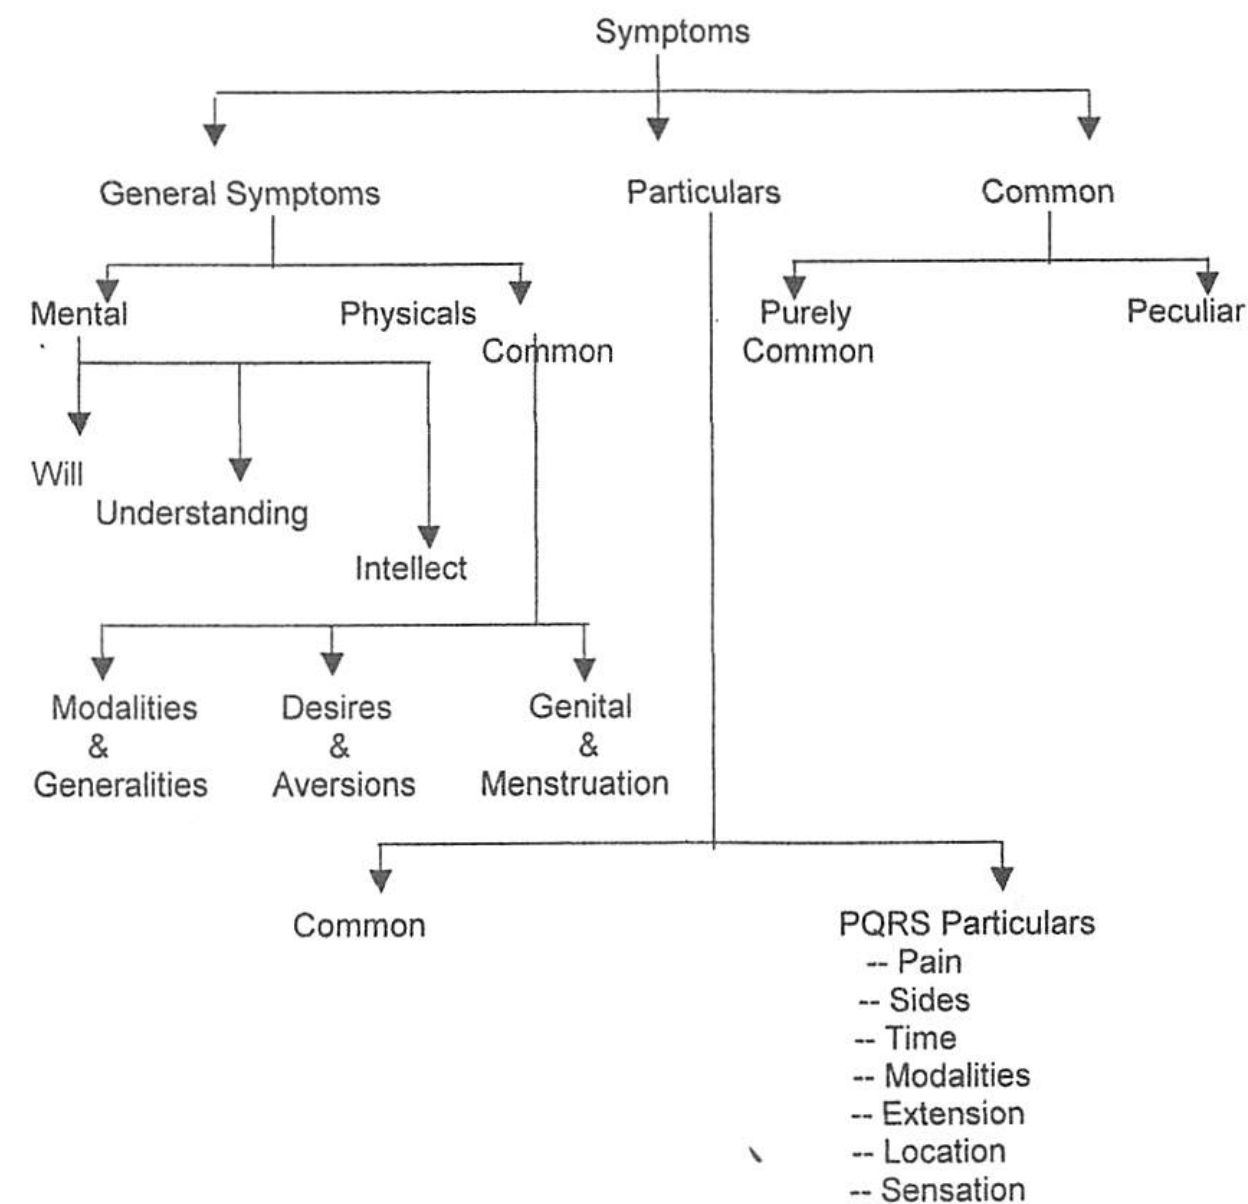 Symptoms
General Symptoms Particulars Common
Mental Physicals Purely Peculiar
Common Common
Will
Understanding
Intellect
Modalities Desires Genital
& & &
Generalities Aversions Menstruation
Common PQRS Particulars
-- Pain
-- Sides
-- Time
-- Modalities
-- Extension
-- Location
-- Sensation